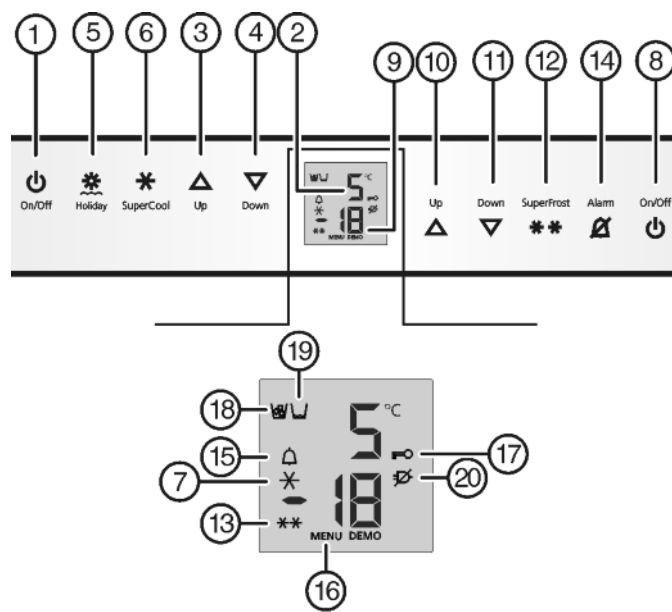 1 5 6 3 4 2 9 10 11 12 14 8
On/Off Holiday SuperCool Up Down
5 °C
18
MENU DEMO
Up Down SuperFrost Alarm On/Off
19
18
5 °C
15
17
7
20
13
18
MENU DEMO
16